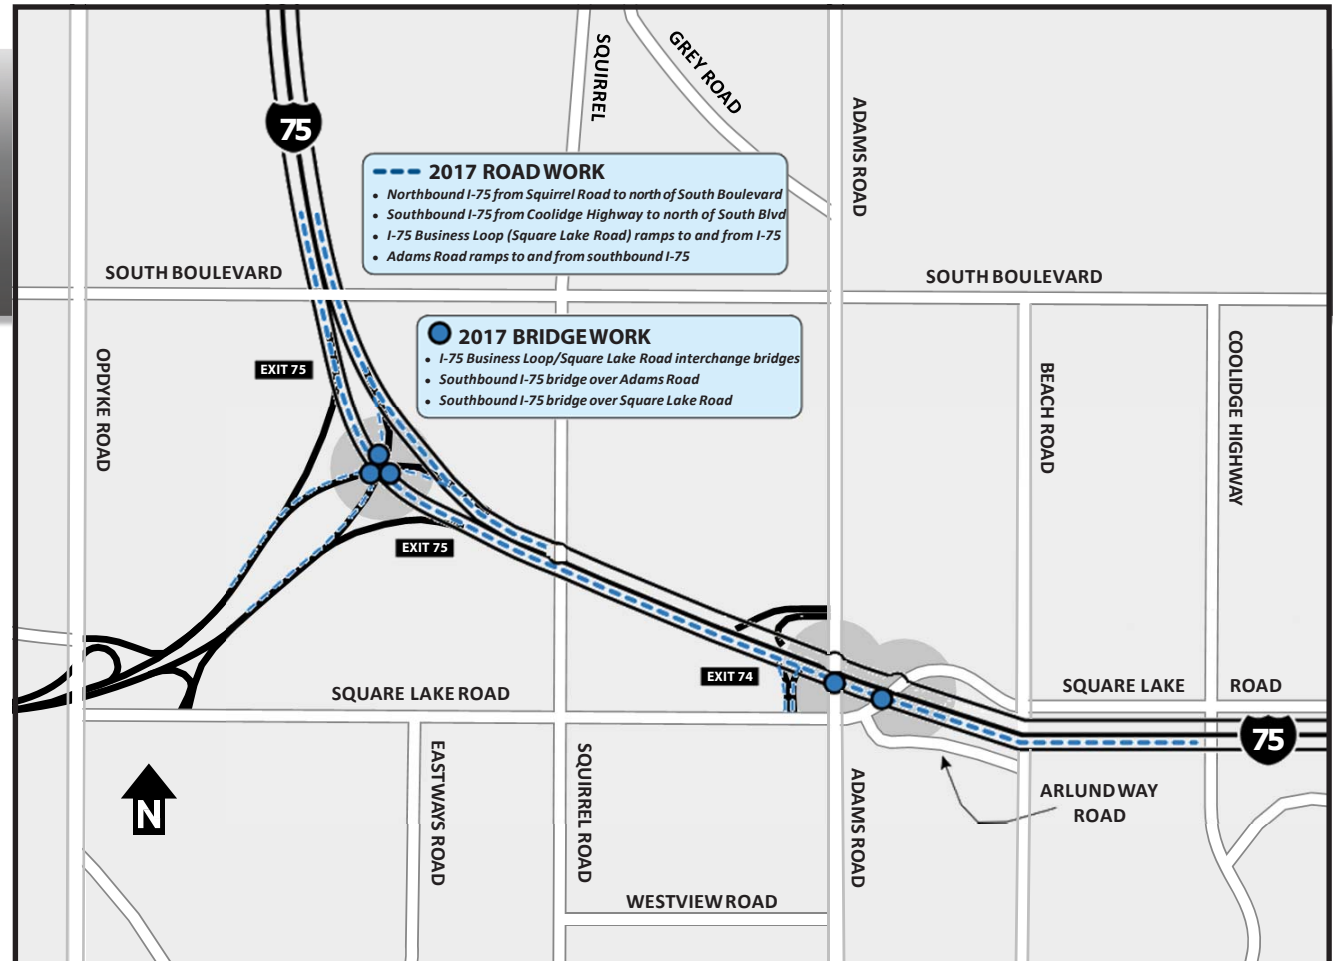 SQUIRREL
GREY ROAD
75
ADAMS ROAD
2017 ROAD WORK
• Northbound I-75 from Squirrel Road to north of South Boulevard
• Southbound I-75 from Coolidge Highway to north of South Blvd
• I-75 Business Loop (Square Lake Road) ramps to and from I-75
• Adams Road ramps to and from southbound I-75
SOUTH BOULEVARD
SOUTH BOULEVARD
2017 BRIDGE WORK
• I-75 Business Loop/Square Lake Road interchange bridges
• Southbound I-75 bridge over Adams Road
• Southbound I-75 bridge over Square Lake Road
OPDYKE ROAD
EXIT 75
BEACH ROAD
COOLIDGE HIGHWAY
EXIT 75
EXIT 74
SQUARE LAKE ROAD
SQUARE LAKE ROAD
75
N
EASTWAYS ROAD
SQUIRREL ROAD
ADAMS ROAD
ARLUND WAY
ROAD
WESTVIEW ROAD